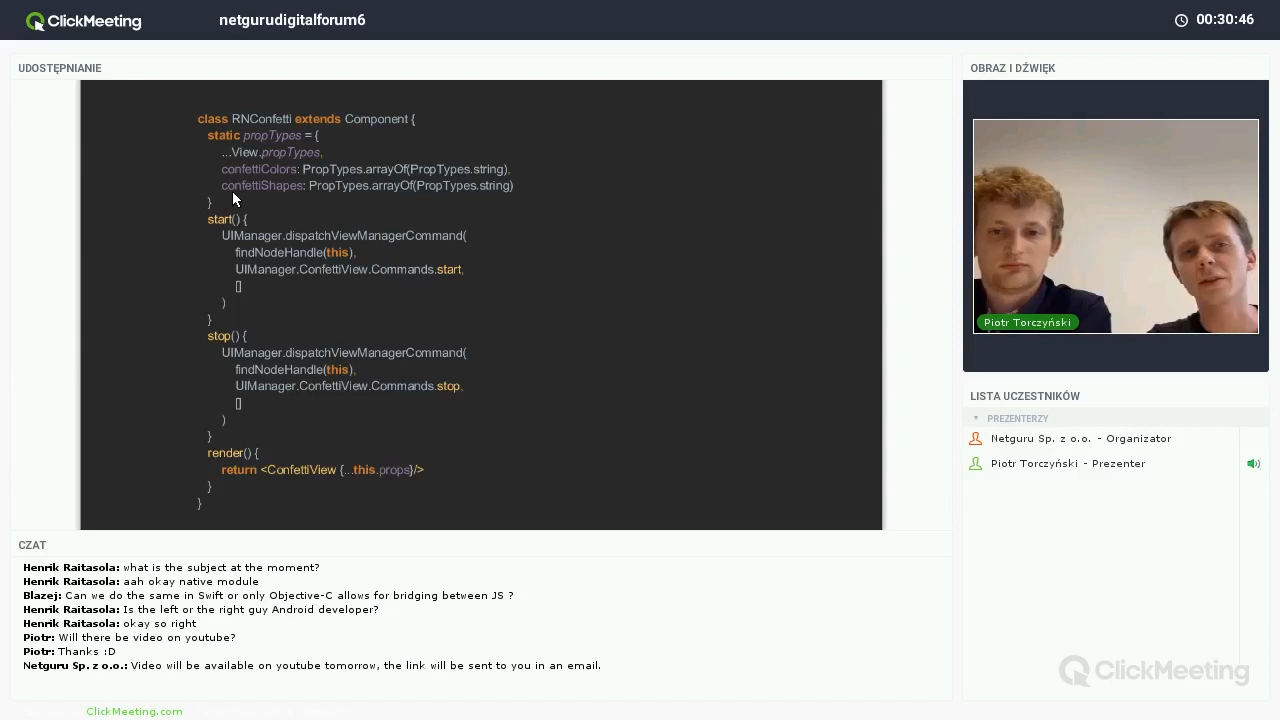 ClickMeeting
netgurudigitalforum6
00:30:46
UDOSTĘPNIANIE
class RNConfetti extends Component {
static propTypes = {
...View.propTypes,
confettiColors: PropTypes.arrayOf(PropTypes.string),
confettiShapes: PropTypes.arrayOf(PropTypes.string)
}
start() {
UIManager.dispatchViewManagerCommand(
findNodeHandle(this),
UIManager.ConfettiView.Commands.start,
[]
)
}
stop() {
UIManager.dispatchViewManagerCommand(
findNodeHandle(this),
UIManager.ConfettiView.Commands.stop,
[]
)
}
render() {
return <ConfettiView {...this.props}/>
}
}
OBRAZ I DŹWIĘK
Piotr Torczyński
LISTA UCZESTNIKÓW
PREZENTERZY
Netguru Sp. z o.o. - Organizator
Piotr Torczyński - Prezenter
CZAT
Henrik Raitasola: what is the subject at the moment?
Henrik Raitasola: aah okay native module
Blazej: Can we do the same in Swift or only Objective-C allows for bridging between JS ?
Henrik Raitasola: Is the left or the right guy Android developer?
Henrik Raitasola: okay so right
Piotr: Will there be video on youtube?
Piotr: Thanks :D
Netguru Sp. z o.o.: Video will be available on youtube tomorrow, the link will be sent to you in an email.
ClickMeeting
ClickMeeting.com